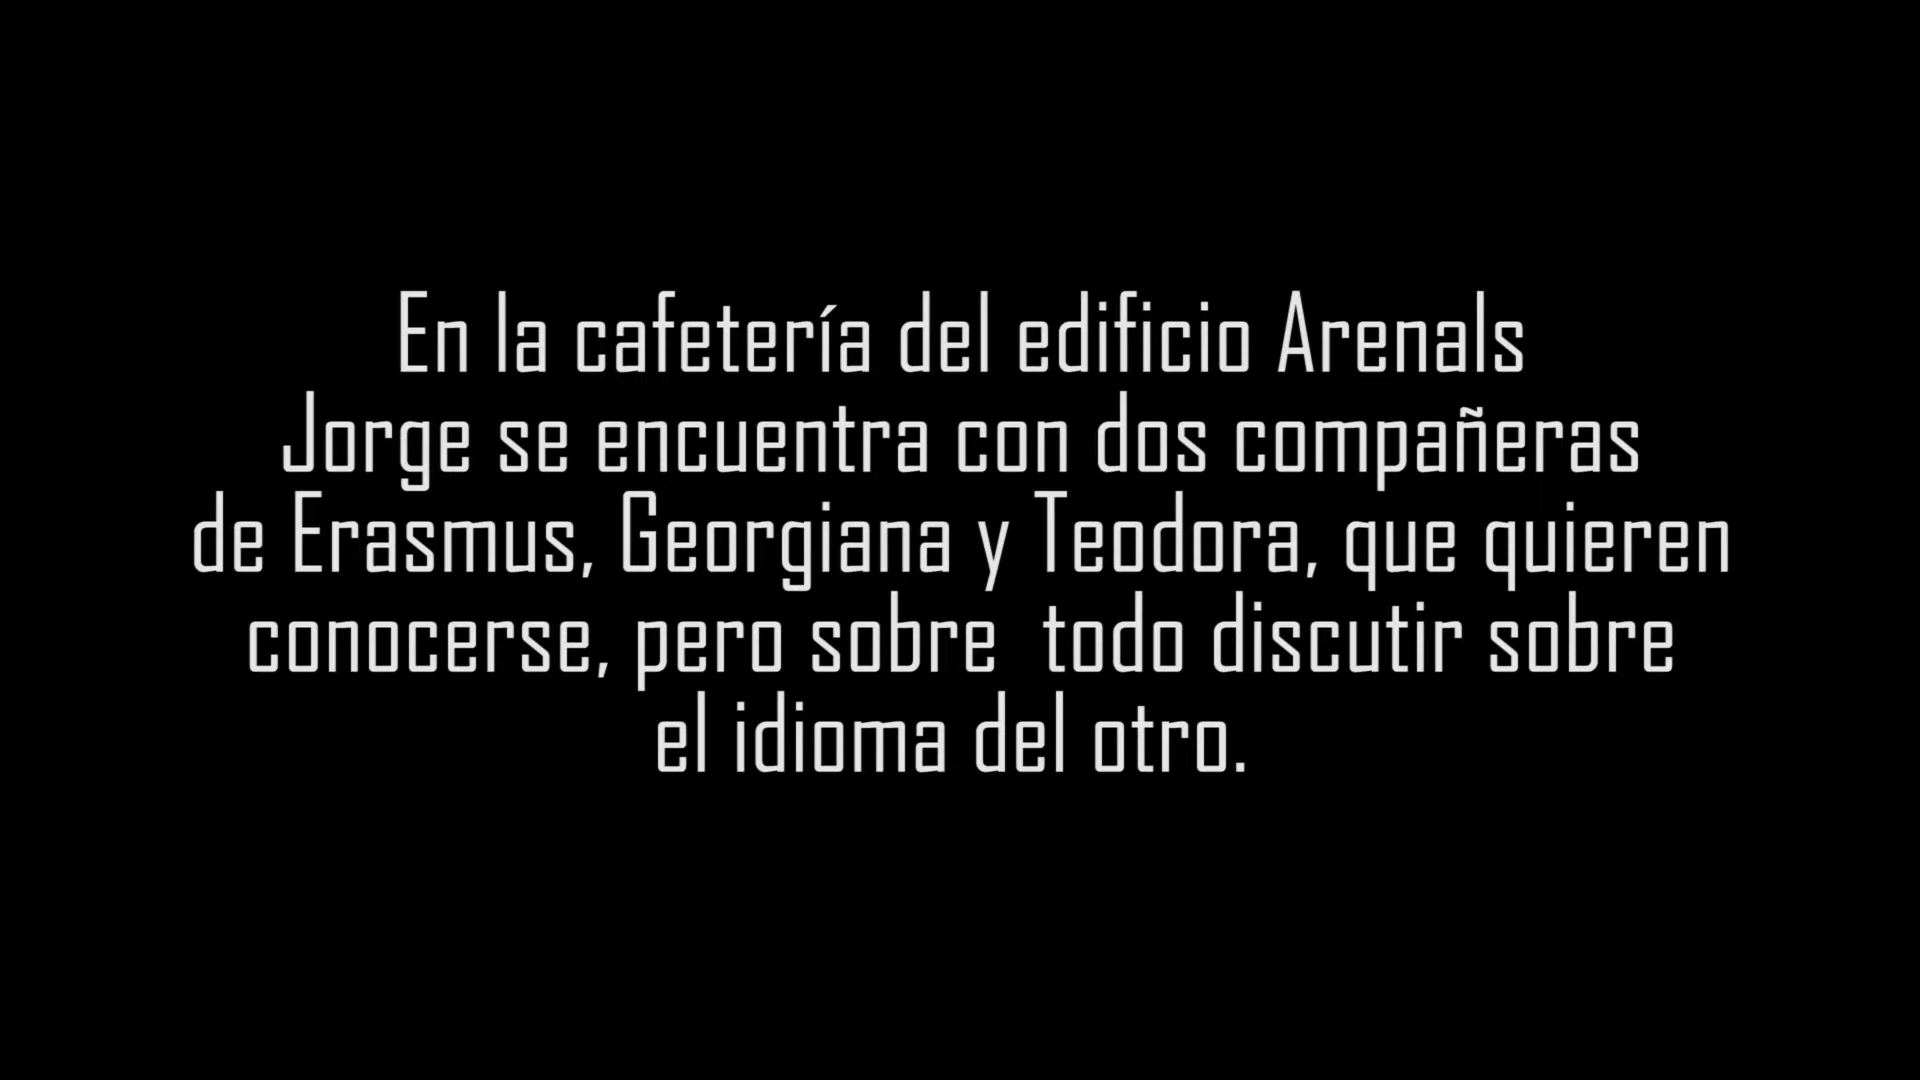 En la cafetería del edificio Arenals
Jorge se encuentra con dos compañeras
de Erasmus, Georgiana y Teodora, que quieren
conocerse, pero sobre  todo discutir sobre
el idioma del otro.